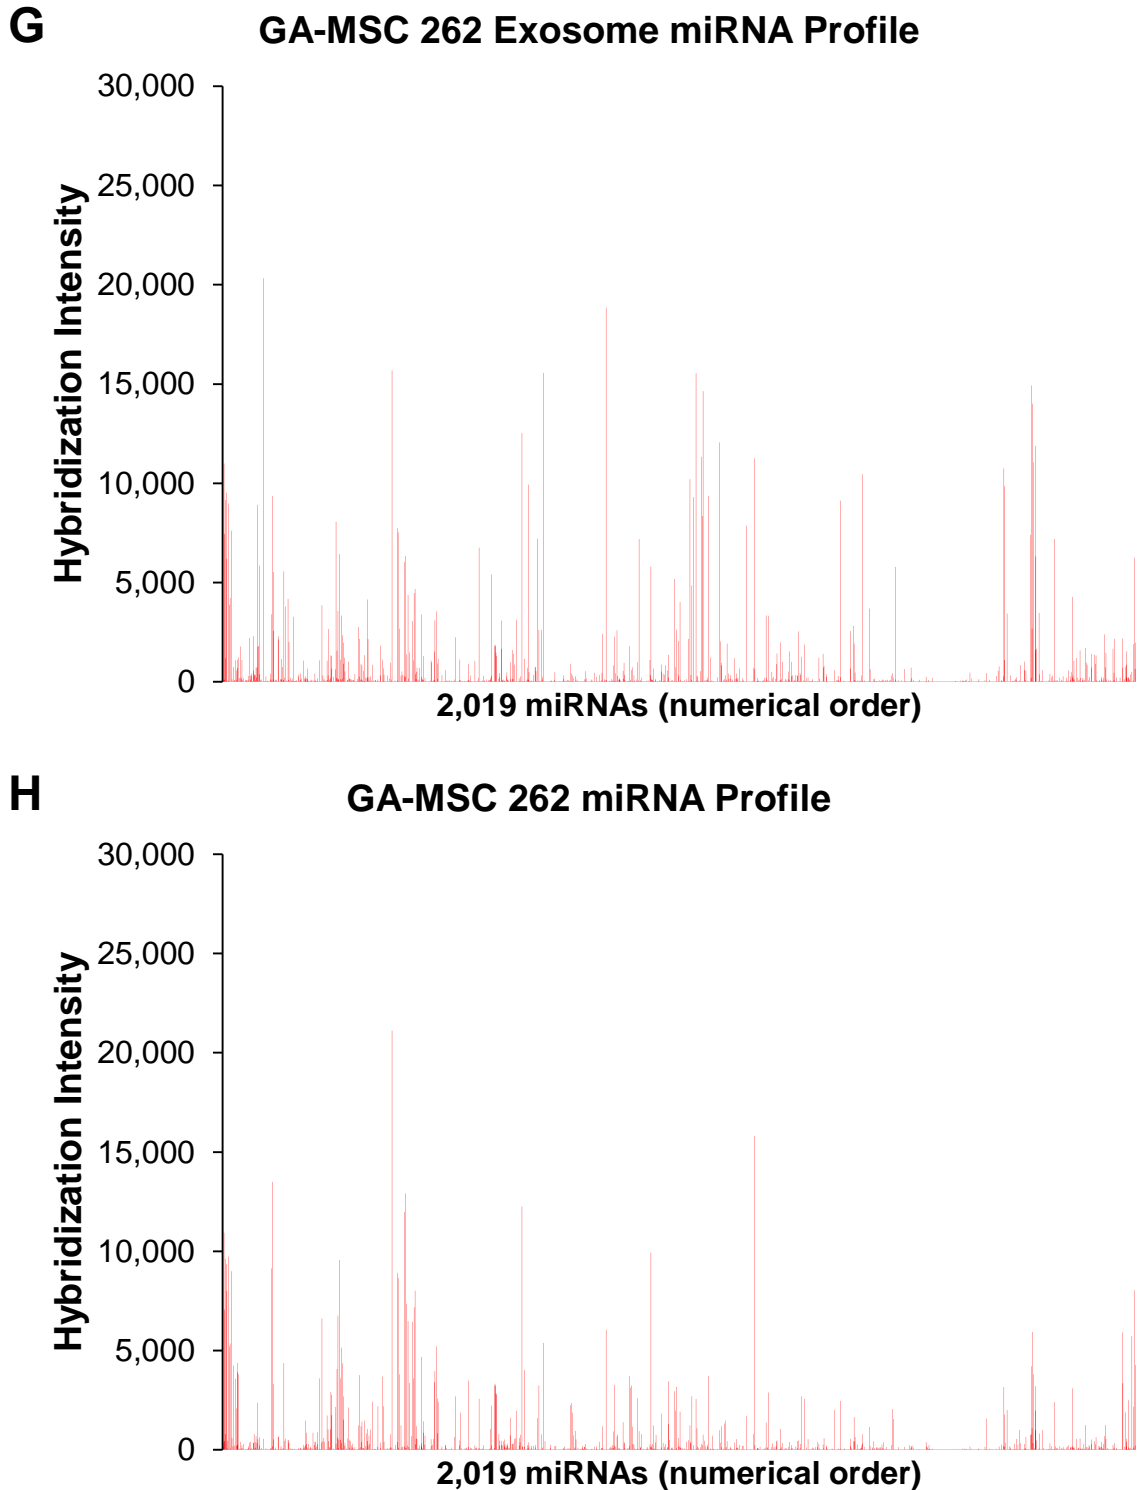 G
GA-MSC 262 Exosome miRNA Profile
30,000
25,000
20,000
15,000
10,000
5,000
0
Hybridization Intensity
2,019 miRNAs (numerical order)
H
GA-MSC 262 miRNA Profile
30,000
25,000
20,000
15,000
10,000
5,000
0
Hybridization Intensity
2,019 miRNAs (numerical order)